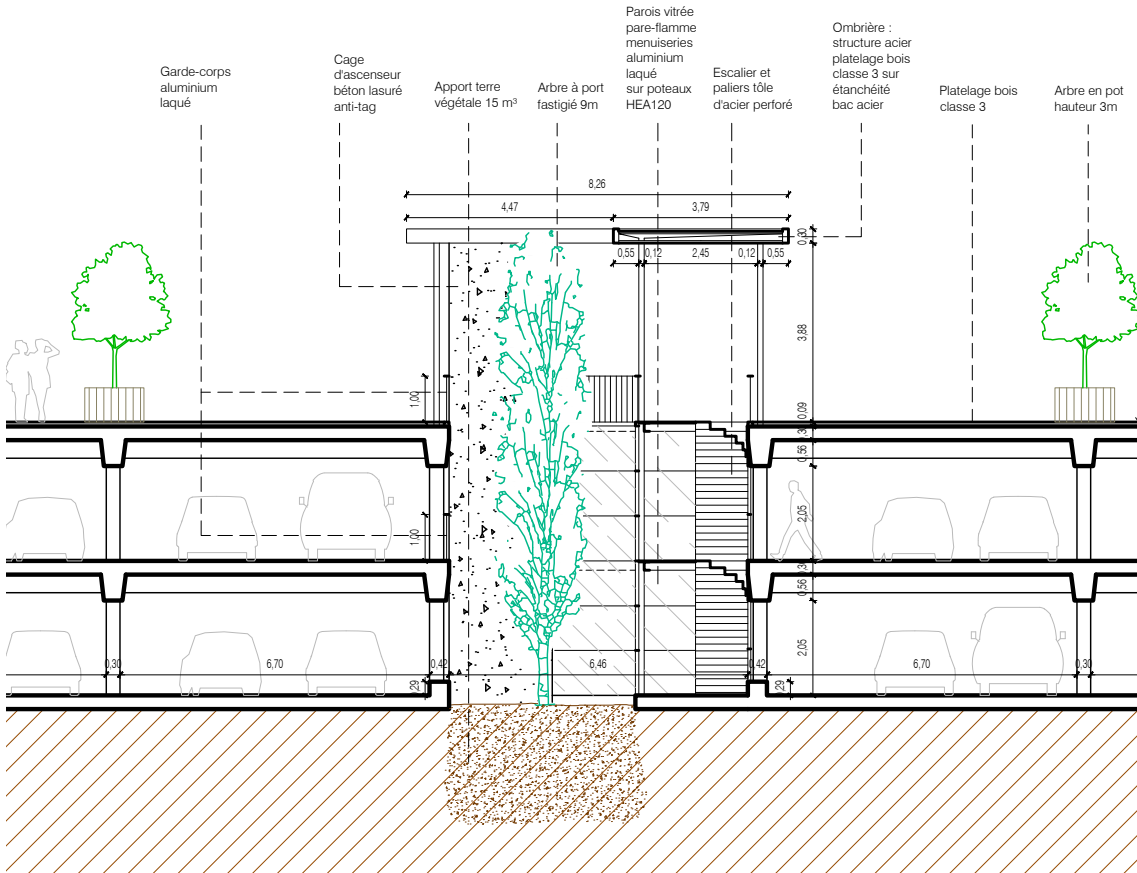 Garde-corps
aluminium
laqué
Cage
d'ascenseur
béton lasuré
anti-tag
Apport terre
végétale 15 m³
Arbre à port
fastigié 9m
Parois vitrée
pare-flamme
menuiseries
aluminium
laqué
sur poteaux
HEA120
Escalier et
paliers tôle
d'acier perforé
Ombrière :
structure acier
platelage bois
classe 3 sur
étanchéité
bac acier
Platelage bois
classe 3
Arbre en pot
hauteur 3m
8,26
4,47
3,79
0,30
0,55
0,12
2,45
0,12
0,55
3,88
1,00
0,09
0,30
0,56
2,05
1,00
0,30
0,56
2,05
0,30
6,70
0,42
6,46
0,42
6,70
0,30
0,29
0,29